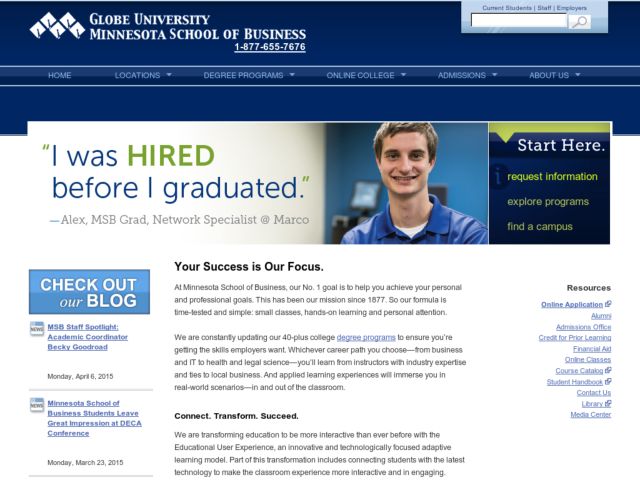 GLOBE UNIVERSITY
MINNESOTA SCHOOL OF BUSINESS
1-877-655-7676
Current Students | Staff | Employers
HOME
LOCATIONS
DEGREE PROGRAMS
ONLINE COLLEGE
ADMISSIONS
ABOUT US
“I was HIRED
before I graduated.”
—Alex, MSB Grad, Network Specialist @ Marco
Start Here.
request information
explore programs
find a campus
CHECK OUT
our BLOG
NEWS
MSB Staff Spotlight:
Academic Coordinator
Becky Goodroad
Monday, April 6, 2015
NEWS
Minnesota School of
Business Students Leave
Great Impression at DECA
Conference
Monday, March 23, 2015
Your Success is Our Focus.
At Minnesota School of Business, our No. 1 goal is to help you achieve your personal
and professional goals. This has been our mission since 1877. So our formula is
time-tested and simple: small classes, hands-on learning and personal attention.
We are constantly updating our 40-plus college degree programs to ensure you’re
getting the skills employers want. Whichever career path you choose—from business
and IT to health and legal science—you’ll learn from instructors with industry expertise
and ties to local business. And applied learning experiences will immerse you in
real-world scenarios—in and out of the classroom.
Connect. Transform. Succeed.
We are transforming education to be more interactive than ever before with the
Educational User Experience, an innovative and technologically focused adaptive
learning model. Part of this transformation includes connecting students with the latest
technology to make the classroom experience more interactive and in engaging.
Resources
Online Application
Alumni
Admissions Office
Credit for Prior Learning
Financial Aid
Online Classes
Course Catalog
Student Handbook
Contact Us
Library
Media Center